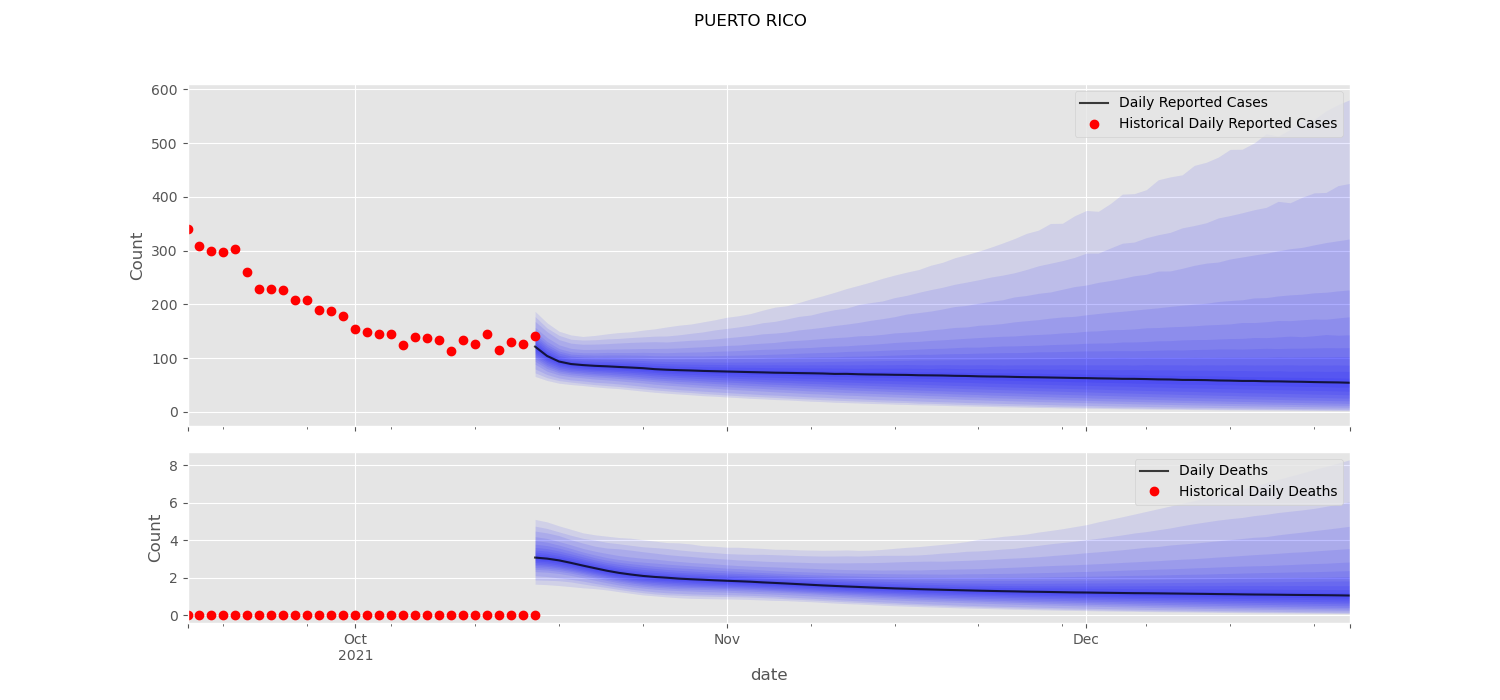 PUERTO RICO
600
500
400
300
200
100
0
Count
Daily Reported Cases
Historical Daily Reported Cases
8
6
4
2
0
Count
Daily Deaths
Historical Daily Deaths
Oct
2021
Nov
Dec
date